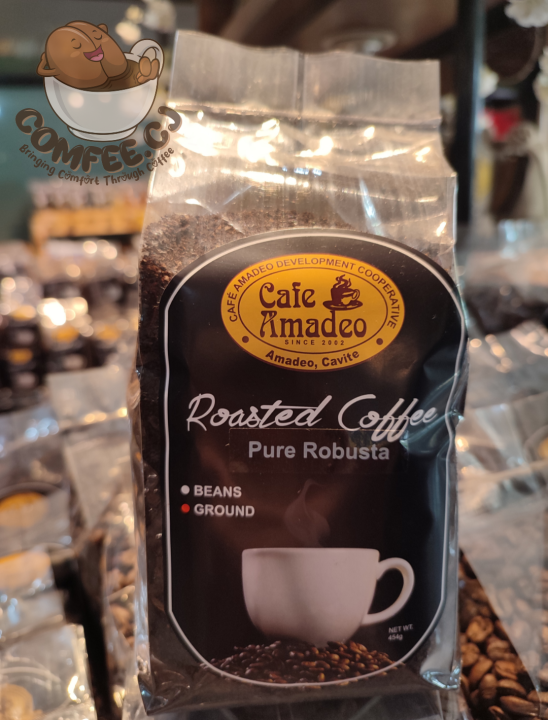 COMFEE.CJ
Bringing Comfort Through Coffee
CAFÉ AMADEO DEVELOPMENT COOPERATIVE
Cafe
Amadeo
SINCE 2002
Amadeo, Cavite
Roasted Coffee
Pure Robusta
BEANS
GROUND
NET WT.
454g